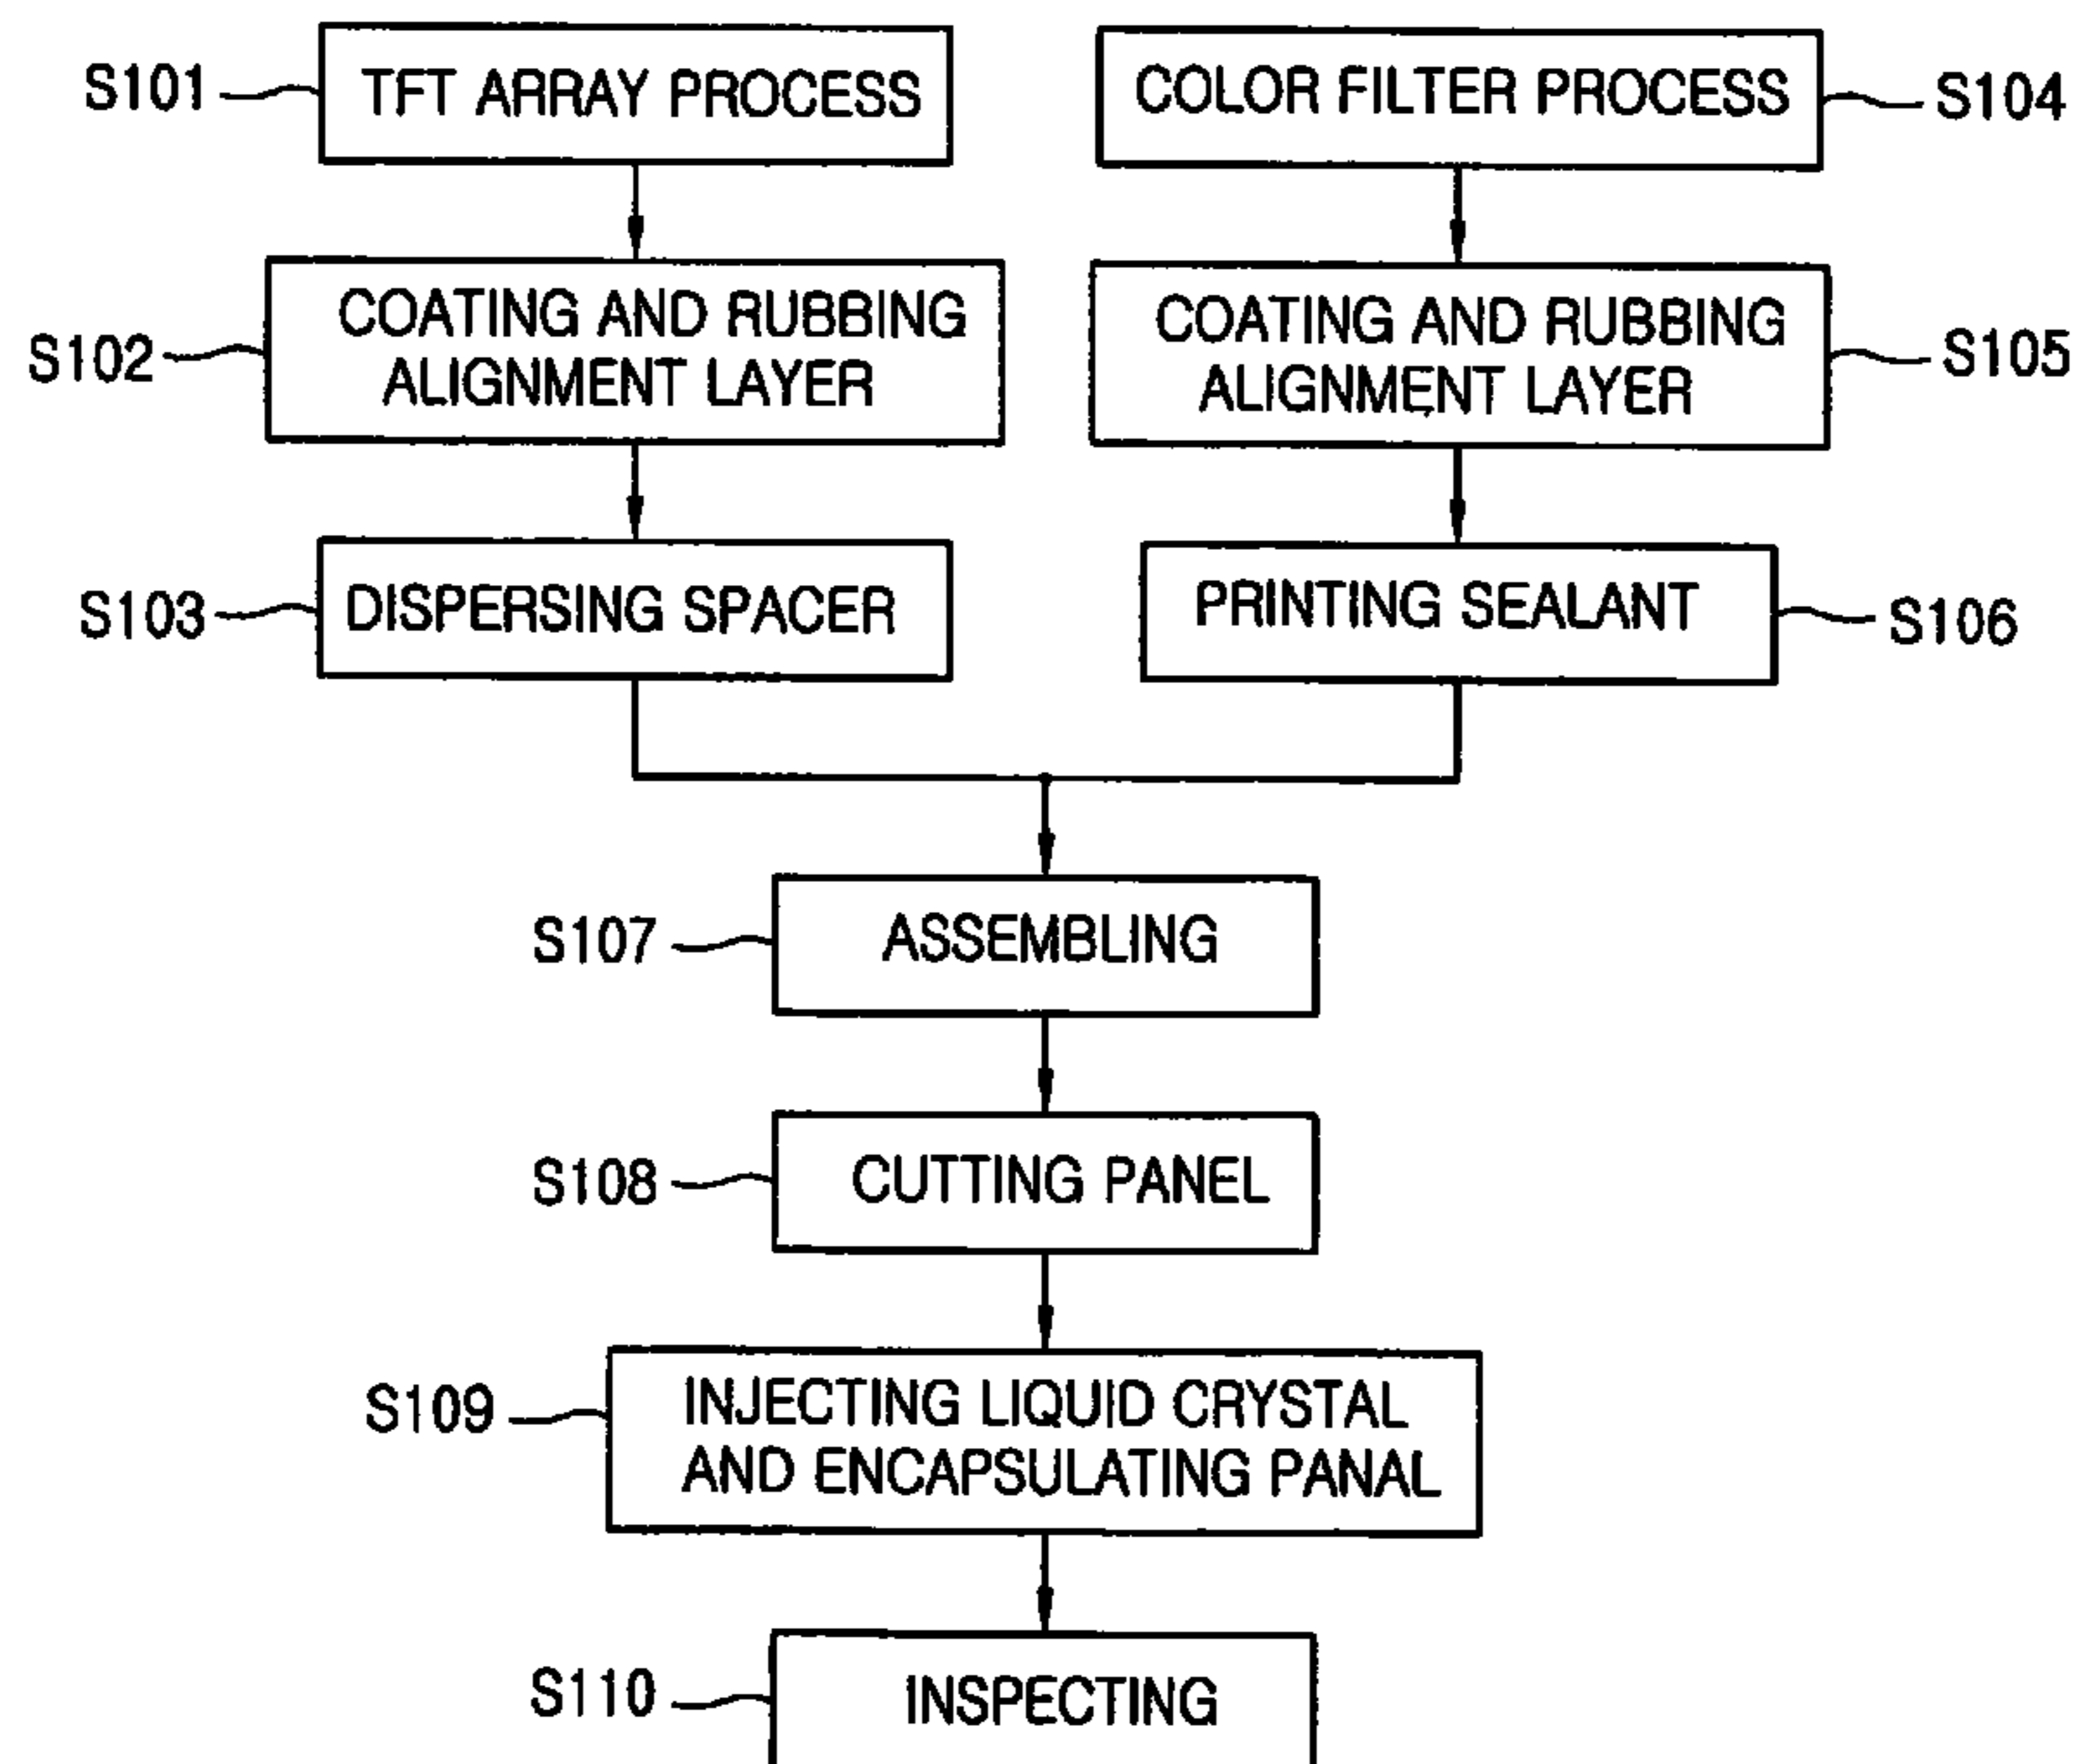 S101
TFT ARRAY PROCESS
COLOR FILTER PROCESS
S104
S102
COATING AND RUBBING
ALIGNMENT LAYER
COATING AND RUBBING
ALIGNMENT LAYER
S105
S103
DISPERSING SPACER
PRINTING SEALANT
S106
S107
ASSEMBLING
S108
CUTTING PANEL
S109
INJECTING LIQUID CRYSTAL
AND ENCAPSULATING PANAL
S110
INSPECTING